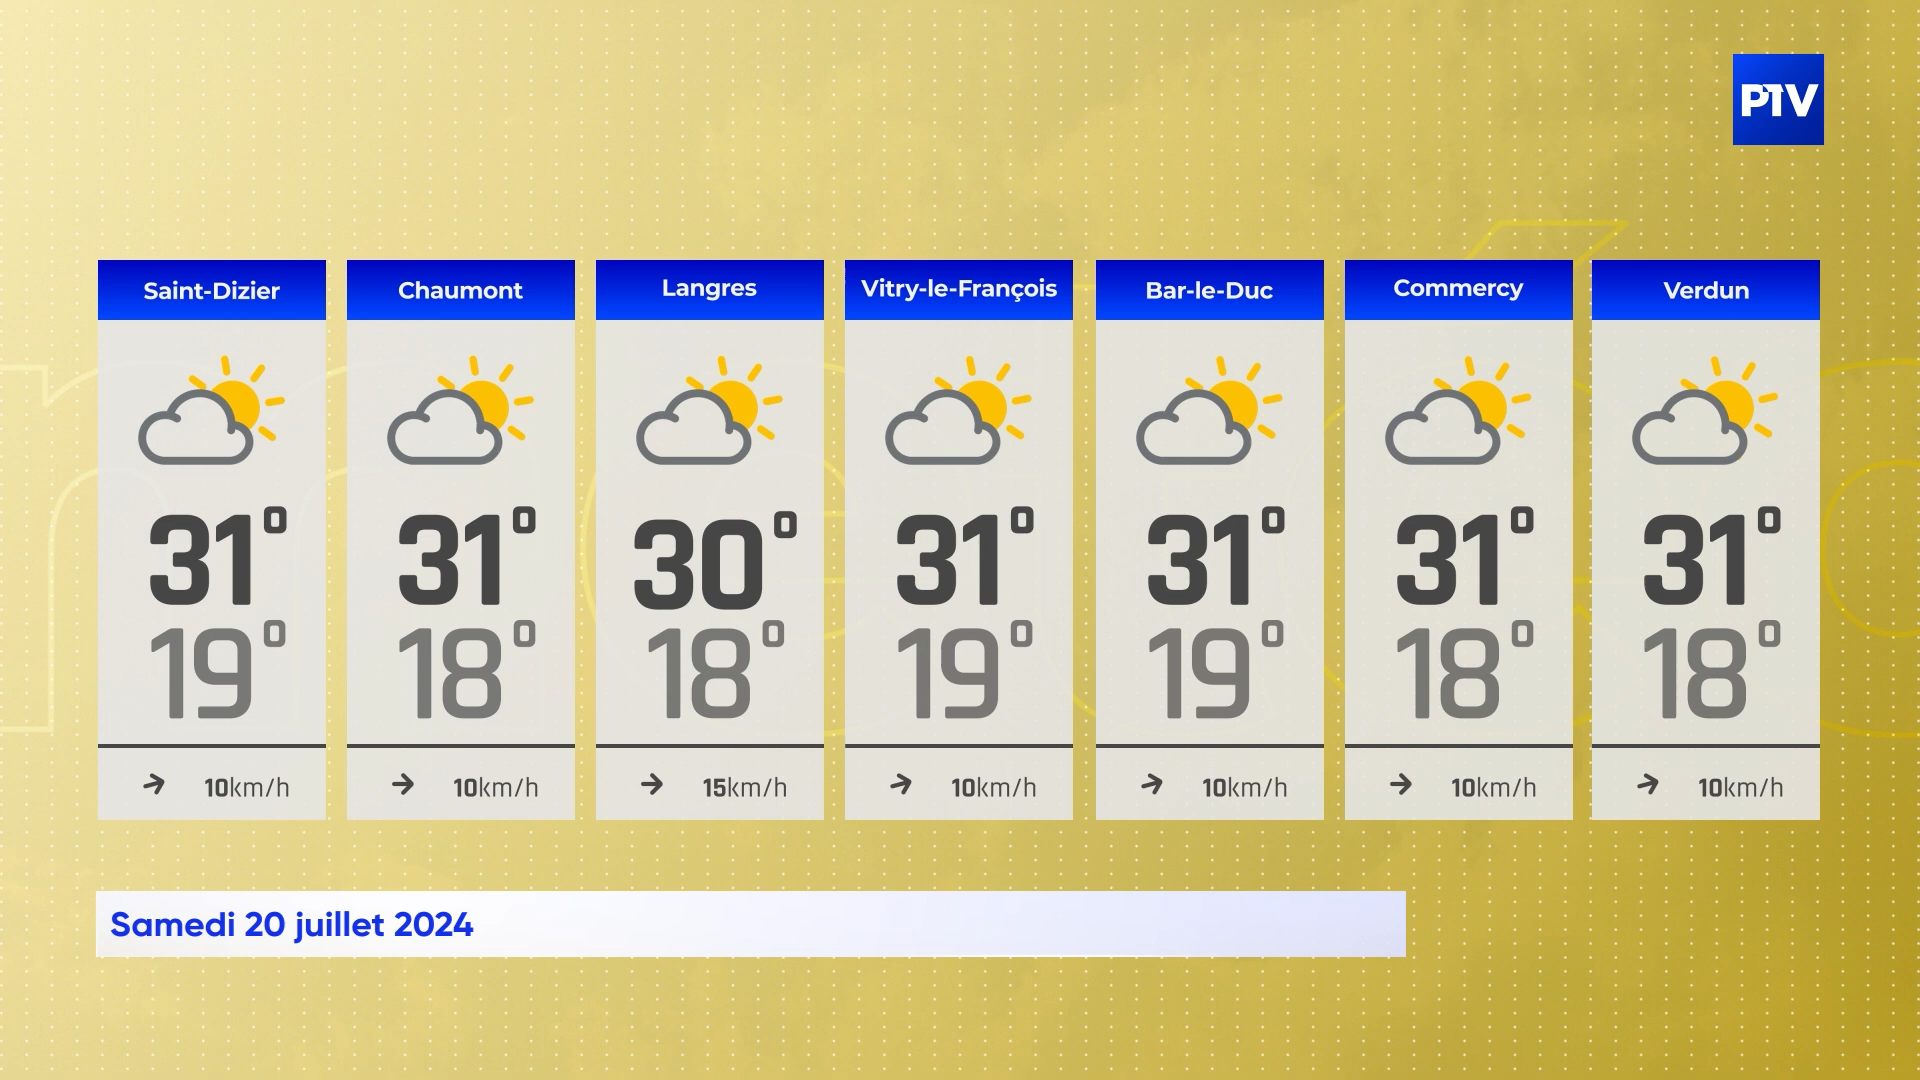 PTV
Saint-Dizier
31°
19°
10km/h
Chaumont
31°
18°
10km/h
Langres
30°
18°
15km/h
Vitry-le-François
31°
19°
10km/h
Bar-le-Duc
31°
19°
10km/h
Commercy
31°
18°
10km/h
Verdun
31°
18°
10km/h
Samedi 20 juillet 2024